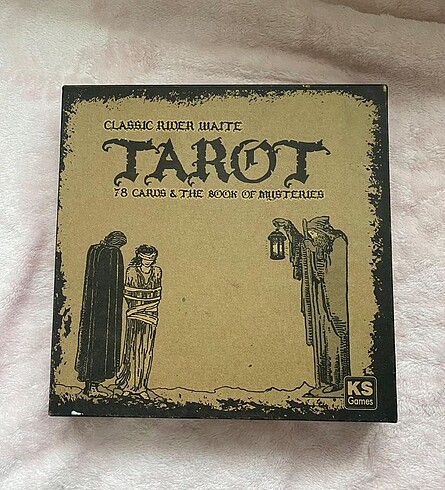 CLASSIC RIDER WAITE
TAROT
78 CARDS & THE BOOK OF MYSTERIES
KS
Games